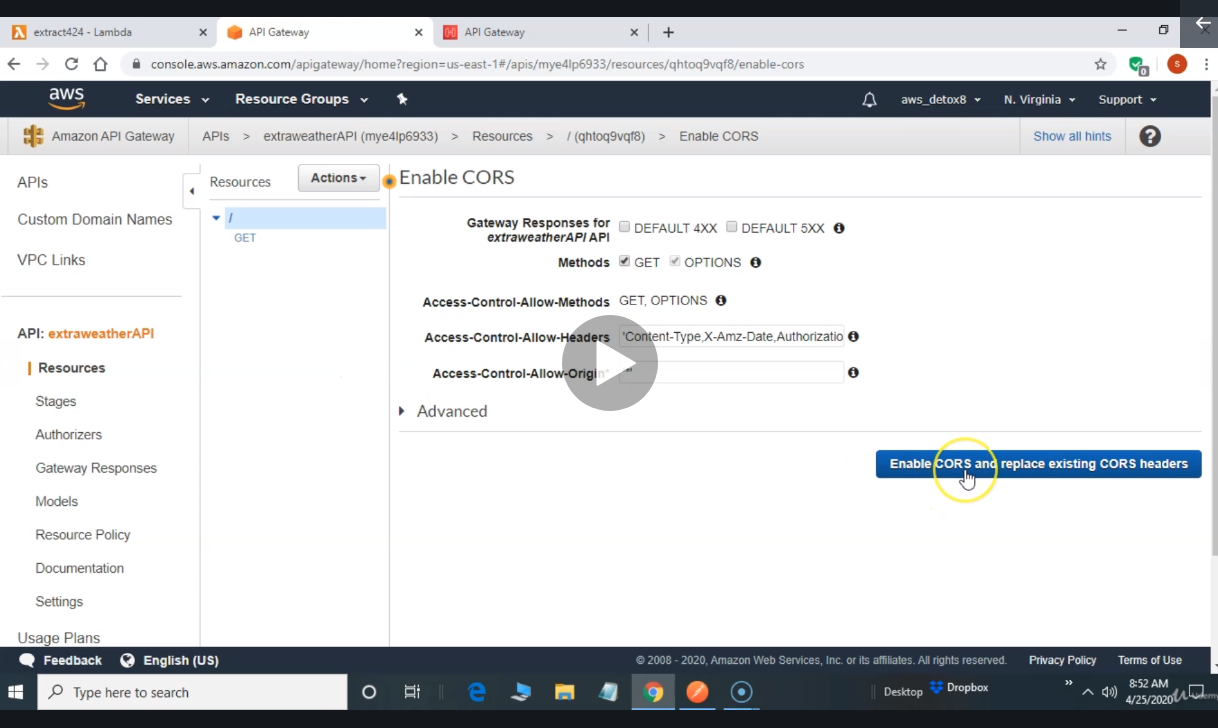 extract424 - Lambda
API Gateway
API Gateway
console.aws.amazon.com/apigateway/home?region=us-east-1#/apis/mye4lp6933/resources/qhtoq9vqf8/enable-cors
0
s
aws
Services
Resource Groups
aws_detox8
N. Virginia
Support
Amazon API Gateway
APIs > extraweatherAPI (mye4lp6933) > Resources > / (qhtoq9vqf8) > Enable CORS
Show all hints
?
APIs
Custom Domain Names
VPC Links
API: extraweatherAPI
Resources
Stages
Authorizers
Gateway Responses
Models
Resource Policy
Documentation
Settings
Usage Plans
Resources
Actions
/
GET
Enable CORS
Gateway Responses for
extraweatherAPI API
DEFAULT 4XX
DEFAULT 5XX
Methods
GET
OPTIONS
Access-Control-Allow-Methods
GET, OPTIONS
Access-Control-Allow-Headers
'Content-Type,X-Amz-Date,Authorizatio
Access-Control-Allow-Origin*
Advanced
Enable CORS and replace existing CORS headers
Feedback
English (US)
© 2008 - 2020, Amazon Web Services, Inc. or its affiliates. All rights reserved.
Privacy Policy
Terms of Use
Type here to search
Desktop
Dropbox
8:52 AM
4/25/2020
Udemy